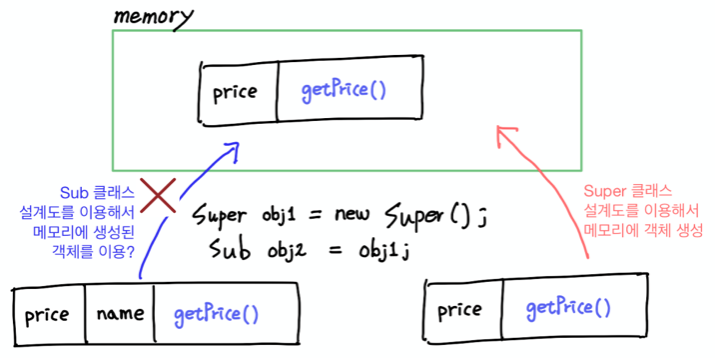 memory
price getPrice()
Sub 클래스
설계도를 이용해서
메모리에 생성된
객체를 이용?
Super obj1 = new Super();
Sub obj2 = obj1;
Super 클래스
설계도를 이용해서
메모리에 객체 생성
price name getPrice()
price getPrice()